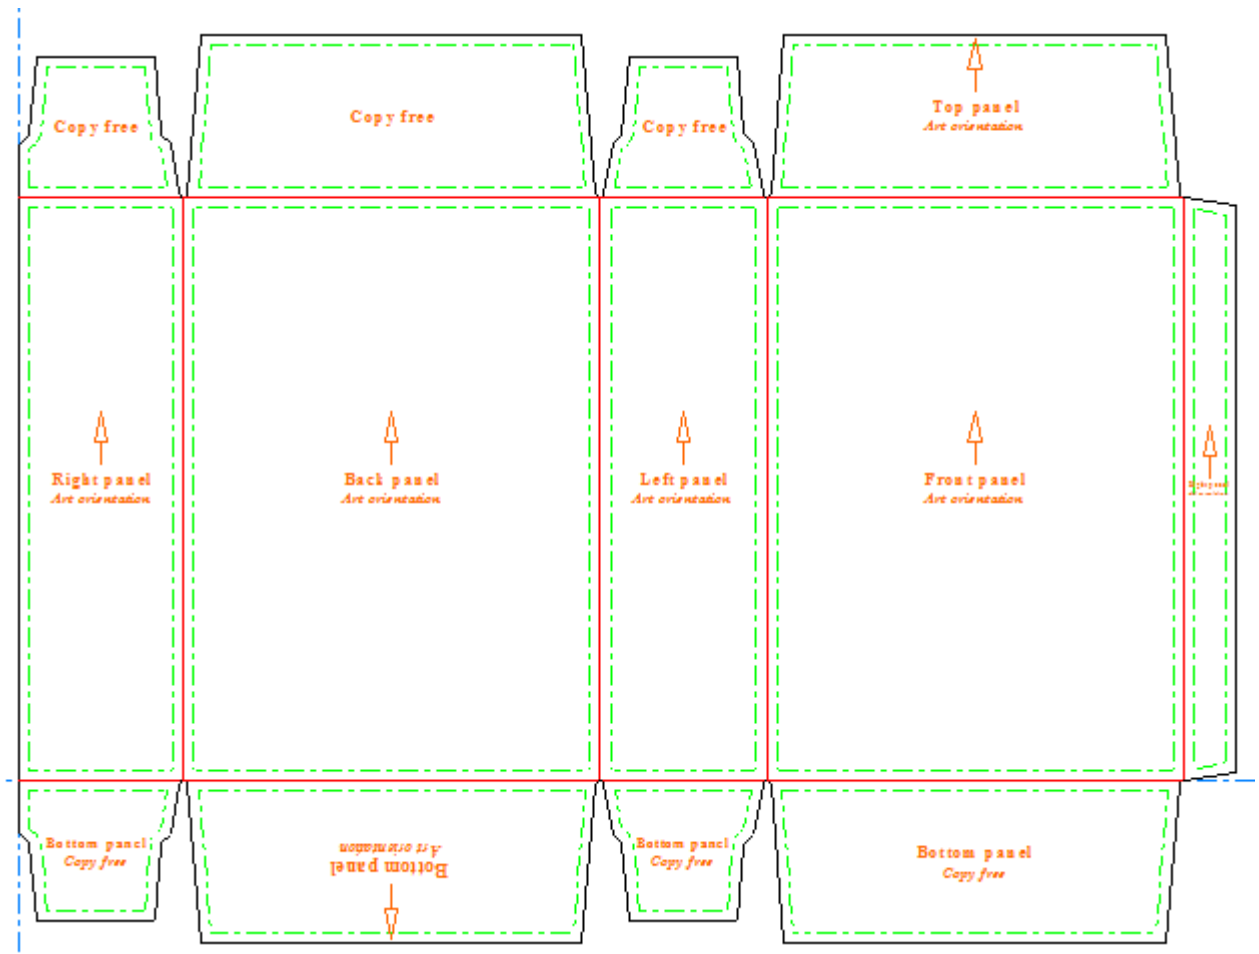 Copy free
Copy free
Copy free
Top panel
Art orientation
Right panel
Art orientation
Back panel
Art orientation
Left panel
Art orientation
Front panel
Art orientation
Bottom panel
Copy free
Bottom panel
Art orientation
Bottom panel
Copy free
Bottom panel
Copy free